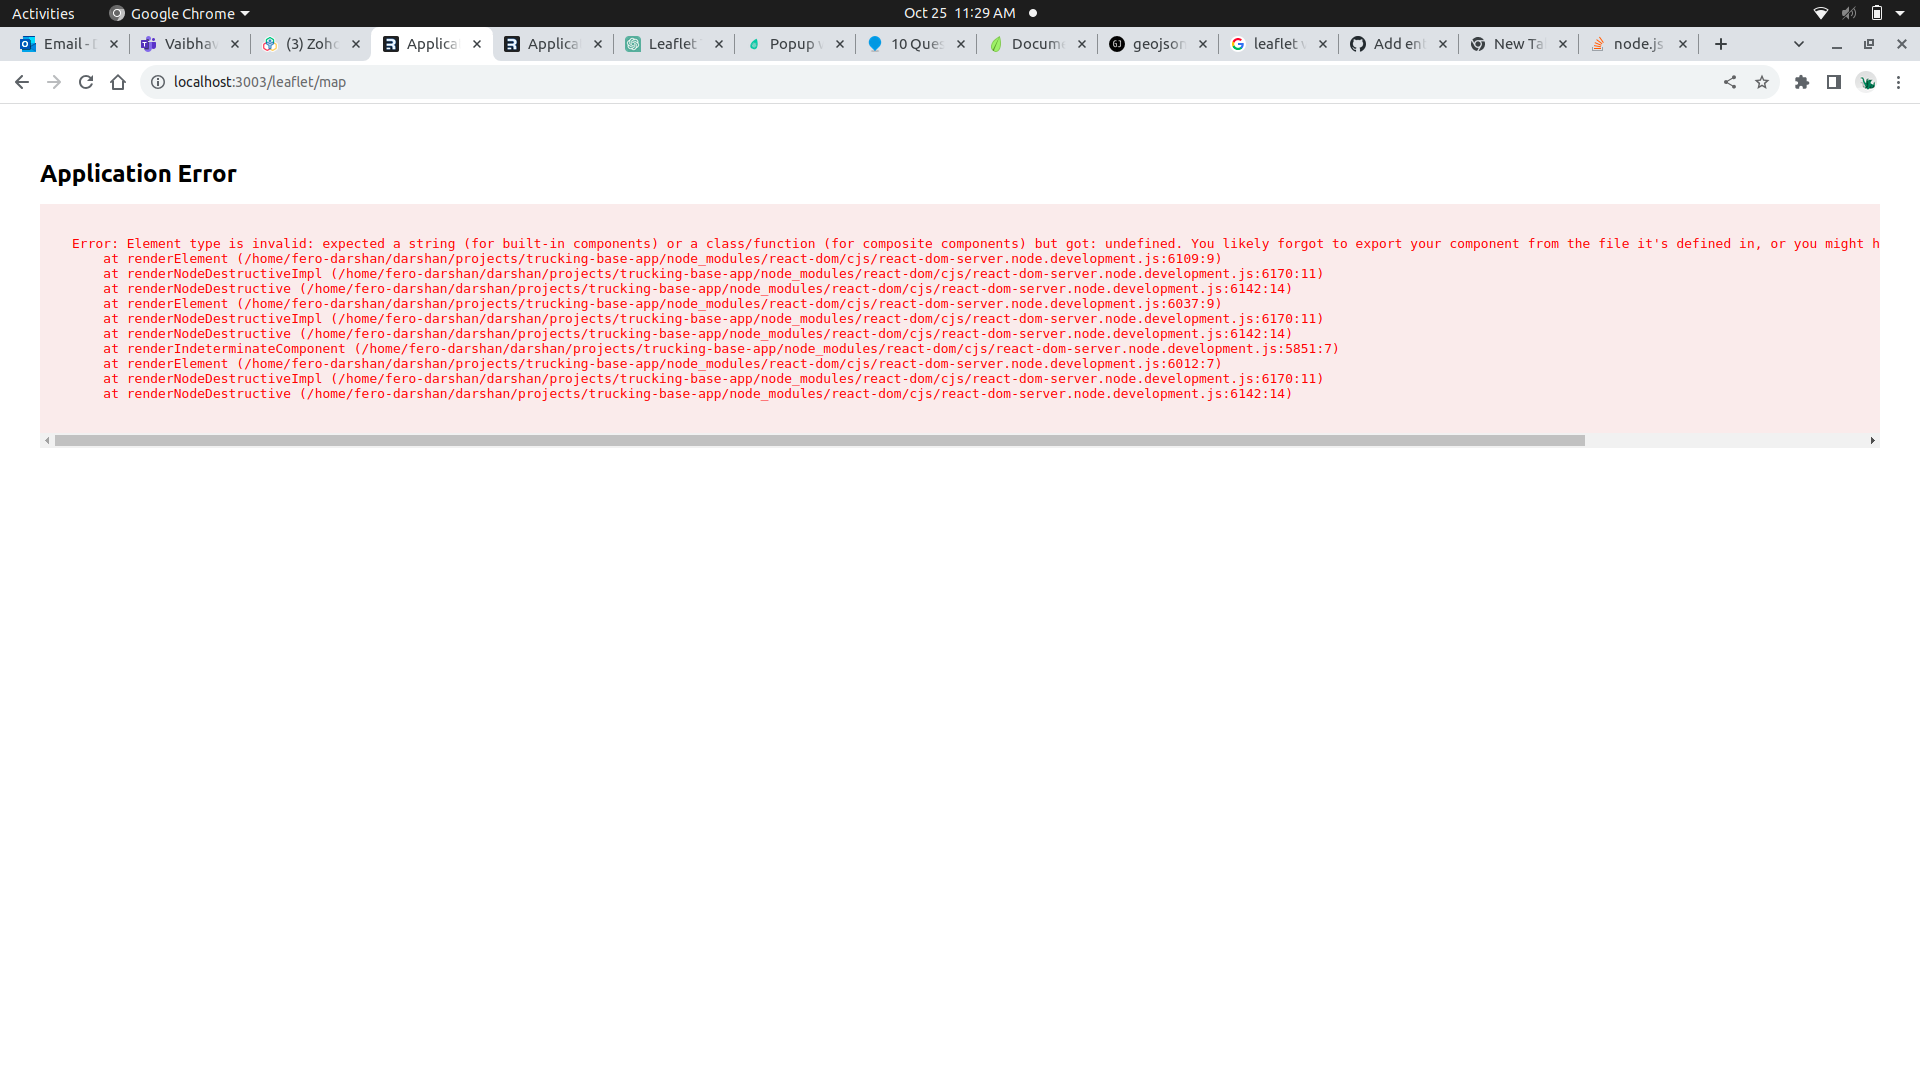 Activities Google Chrome Oct 25 11:29 AM
Email - Vaibhav (3) Zoho Applica Applica Leaflet Popup 10 Ques Docume geojson leaflet Add en New Ta node.js
localhost:3003/leaflet/map
Application Error
Error: Element type is invalid: expected a string (for built-in components) or a class/function (for composite components) but got: undefined. You likely forgot to export your component from the file it's defined in, or you might h
at renderElement (/home/fero-darshan/darshan/projects/trucking-base-app/node_modules/react-dom/cjs/react-dom-server.node.development.js:6109:9)
at renderNodeDestructiveImpl (/home/fero-darshan/darshan/projects/trucking-base-app/node_modules/react-dom/cjs/react-dom-server.node.development.js:6170:11)
at renderNodeDestructive (/home/fero-darshan/darshan/projects/trucking-base-app/node_modules/react-dom/cjs/react-dom-server.node.development.js:6142:14)
at renderElement (/home/fero-darshan/darshan/projects/trucking-base-app/node_modules/react-dom/cjs/react-dom-server.node.development.js:6037:9)
at renderNodeDestructiveImpl (/home/fero-darshan/darshan/projects/trucking-base-app/node_modules/react-dom/cjs/react-dom-server.node.development.js:6170:11)
at renderNodeDestructive (/home/fero-darshan/darshan/projects/trucking-base-app/node_modules/react-dom/cjs/react-dom-server.node.development.js:6142:14)
at renderIndeterminateComponent (/home/fero-darshan/darshan/projects/trucking-base-app/node_modules/react-dom/cjs/react-dom-server.node.development.js:5851:7)
at renderElement (/home/fero-darshan/darshan/projects/trucking-base-app/node_modules/react-dom/cjs/react-dom-server.node.development.js:6012:7)
at renderNodeDestructiveImpl (/home/fero-darshan/darshan/projects/trucking-base-app/node_modules/react-dom/cjs/react-dom-server.node.development.js:6170:11)
at renderNodeDestructive (/home/fero-darshan/darshan/projects/trucking-base-app/node_modules/react-dom/cjs/react-dom-server.node.development.js:6142:14)